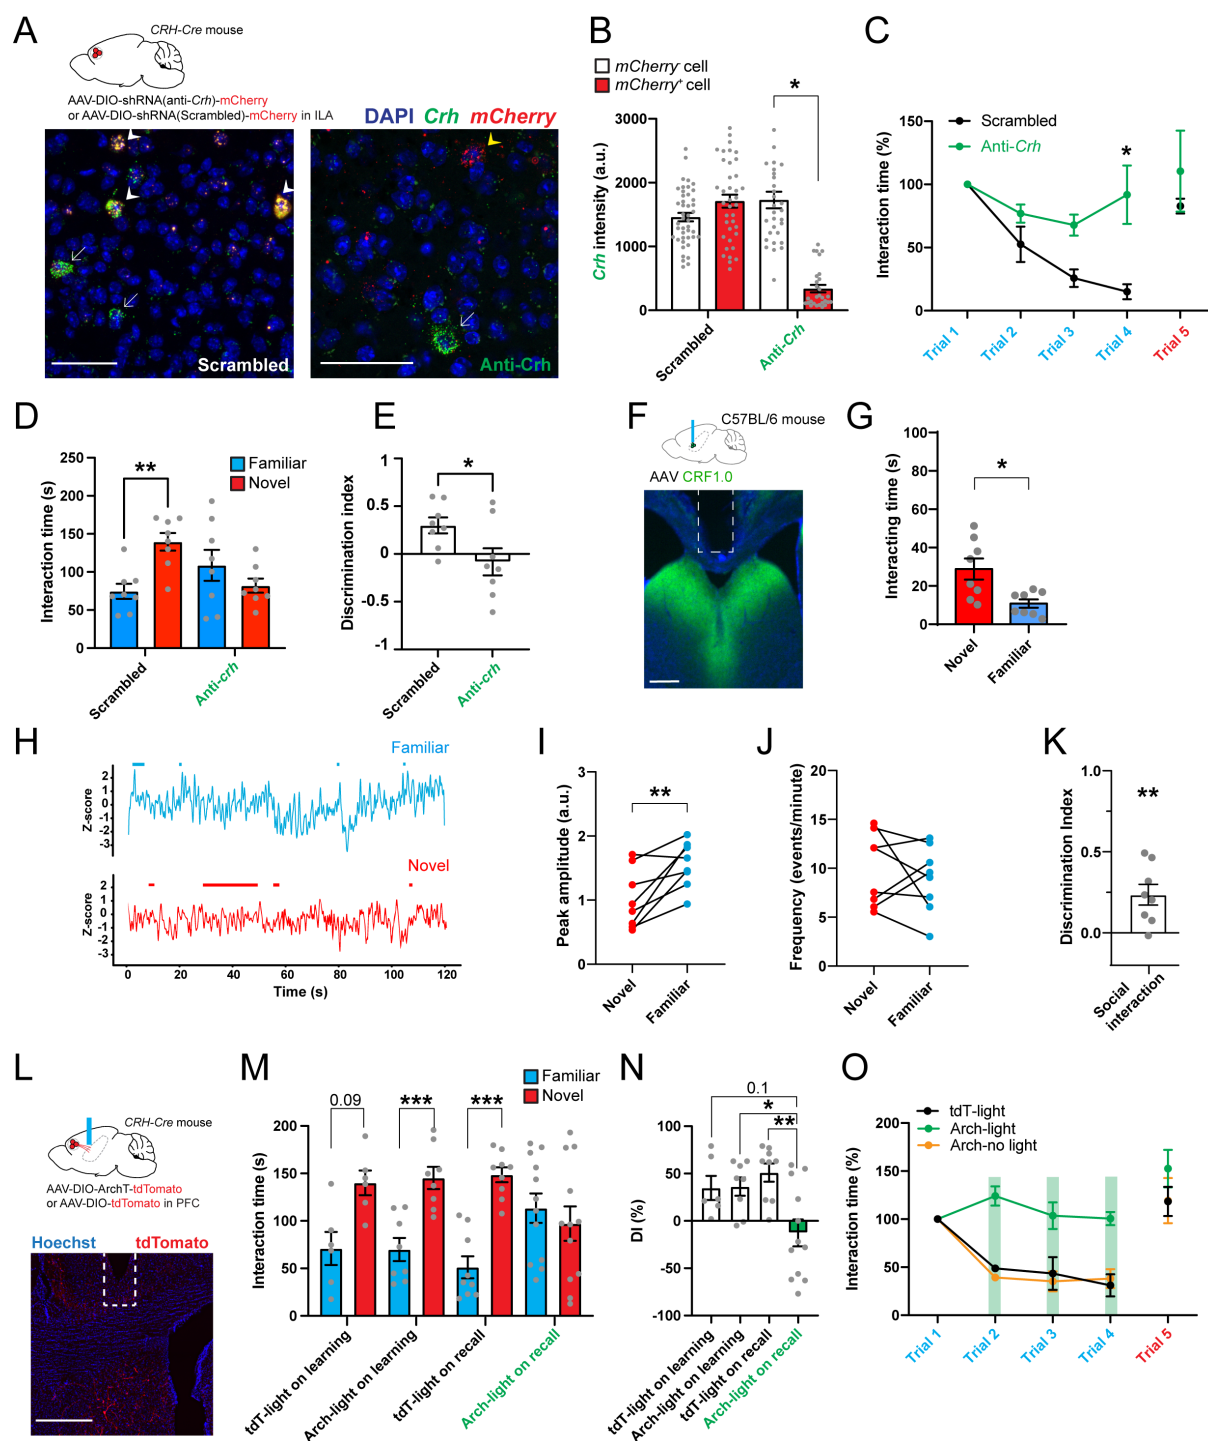 A
CRH-Cre mouse
AAV-DIO-shRNA(anti-Crh)-mCherry
or AAV-DIO-shRNA(Scrambled)-mCherry in ILA
DAPI Crh mCherry
Scrambled
Anti-Crh
B
mCherry- cell
mCherry+ cell
*
Crh intensity (a.u.)
3000
2000
1000
0
Scrambled
Anti-Crh
C
Scrambled
Anti-Crh
*
Interaction time (%)
150
100
50
0
Trial 1
Trial 2
Trial 3
Trial 4
Trial 5
D
Familiar
Novel
**
Interaction time (s)
250
200
150
100
50
0
Scrambled
Anti-crh
E
*
Discrimination index
1
0.5
0
-0.5
-1
Scrambled
Anti-crh
F
C57BL/6 mouse
AAV CRF1.0
G
*
Interacting time (s)
100
80
60
40
20
0
Novel
Familiar
H
Familiar
Z-score
2
1
0
-1
-2
-3
Novel
Z-score
2
1
0
-1
-2
-3
0 20 40 60 80 100 120
Time (s)
I
**
Peak amplitude (a.u.)
3
2
1
0
Novel
Familiar
J
Frequency (events/minute)
20
15
10
5
0
Novel
Familiar
K
**
Discrimination Index
1.0
0.5
0.0
Social
interaction
L
CRH-Cre mouse
AAV-DIO-ArchT-tdTomato
or AAV-DIO-tdTomato in PFC
Hoechst tdTomato
M
Familiar
Novel
0.09 *** ***
Interaction time (s)
200
150
100
50
0
tdT-light on learning
Arch-light on learning
tdT-light on recall
Arch-light on recall
N
0.1
*
**
DI (%)
100
50
0
-50
-100
tdT-light on learning
Arch-light on learning
tdT-light on recall
Arch-light on recall
O
tdT-light
Arch-light
Arch-no light
Interaction time (%)
200
150
100
50
0
Trial 1
Trial 2
Trial 3
Trial 4
Trial 5